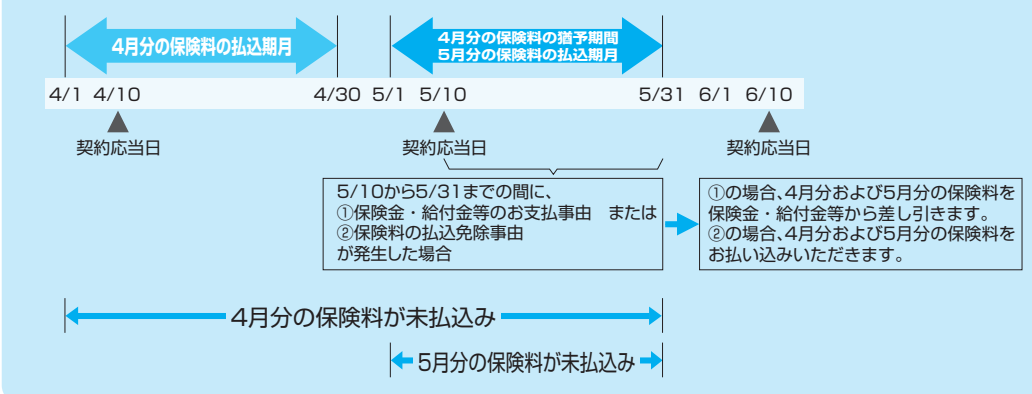 4月分の保険料の払込期月
4月分の保険料の猶予期間
5月分の保険料の払込期月
4/1 4/10 4/30 5/1 5/10 5/31 6/1 6/10
契約応当日 契約応当日 契約応当日
5/10から5/31までの間に、
①保険金・給付金等のお支払事由 または
②保険料の払込免除事由
が発生した場合
①の場合、4月分および5月分の保険料を
保険金・給付金等から差し引きます。
②の場合、4月分および5月分の保険料を
お払い込みいただきます。
4月分の保険料が未払込み
5月分の保険料が未払込み